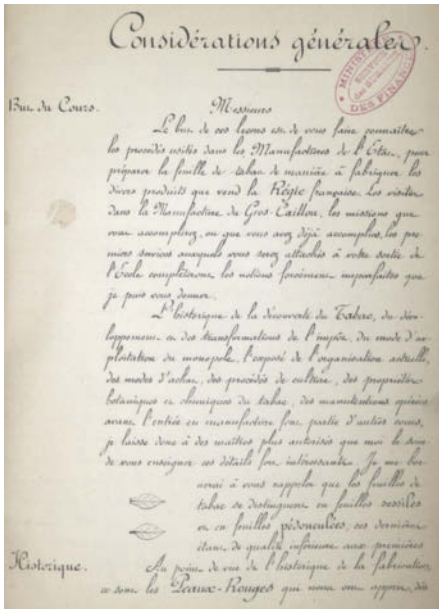 Considérations générales.
MINISTÈRE
DES FINANCES
But du Cours.
Messieurs
Le but de ces leçons est de vous faire connaître
les procédés usités dans les Manufactures de l'Etat, pour
préparer la feuille de tabac de manière à fabriquer les
divers produits que vend la Régie française. Les visites
dans la Manufacture du Gros-Caillou, les missions que
vous accomplirez, ou que vous avez déjà accomplies, les pre-
miers services auxquels vous serez attachés à votre sortie de
l'Ecole complèteront les notions forcément imparfaites que
je puis vous donner.
L'historique de la découverte du Tabac, du déve-
loppement et des transformations de l'impôt, du mode d'ex-
ploitation du monopole, l'exposé de l'organisation actuelle,
des modes d'achat, des procédés de culture, des propriétés
botaniques et chimiques du tabac, des manutentions opérées
avant l'entrée en manufacture font partie d'autres cours,
je laisse donc à des maîtres plus autorisés que moi le soin
de vous enseigner ces détails fort intéressants. Je me bor-
nerai à vous rappeler que les feuilles de
tabac se distinguent en feuilles sessiles
ou en feuilles pédonculées, ces dernières
étant de qualité inférieure aux premières
Historique.
Au point de vue de l'historique de la fabrication,
ce sont les Peaux-Rouges qui nous ont appris, dès